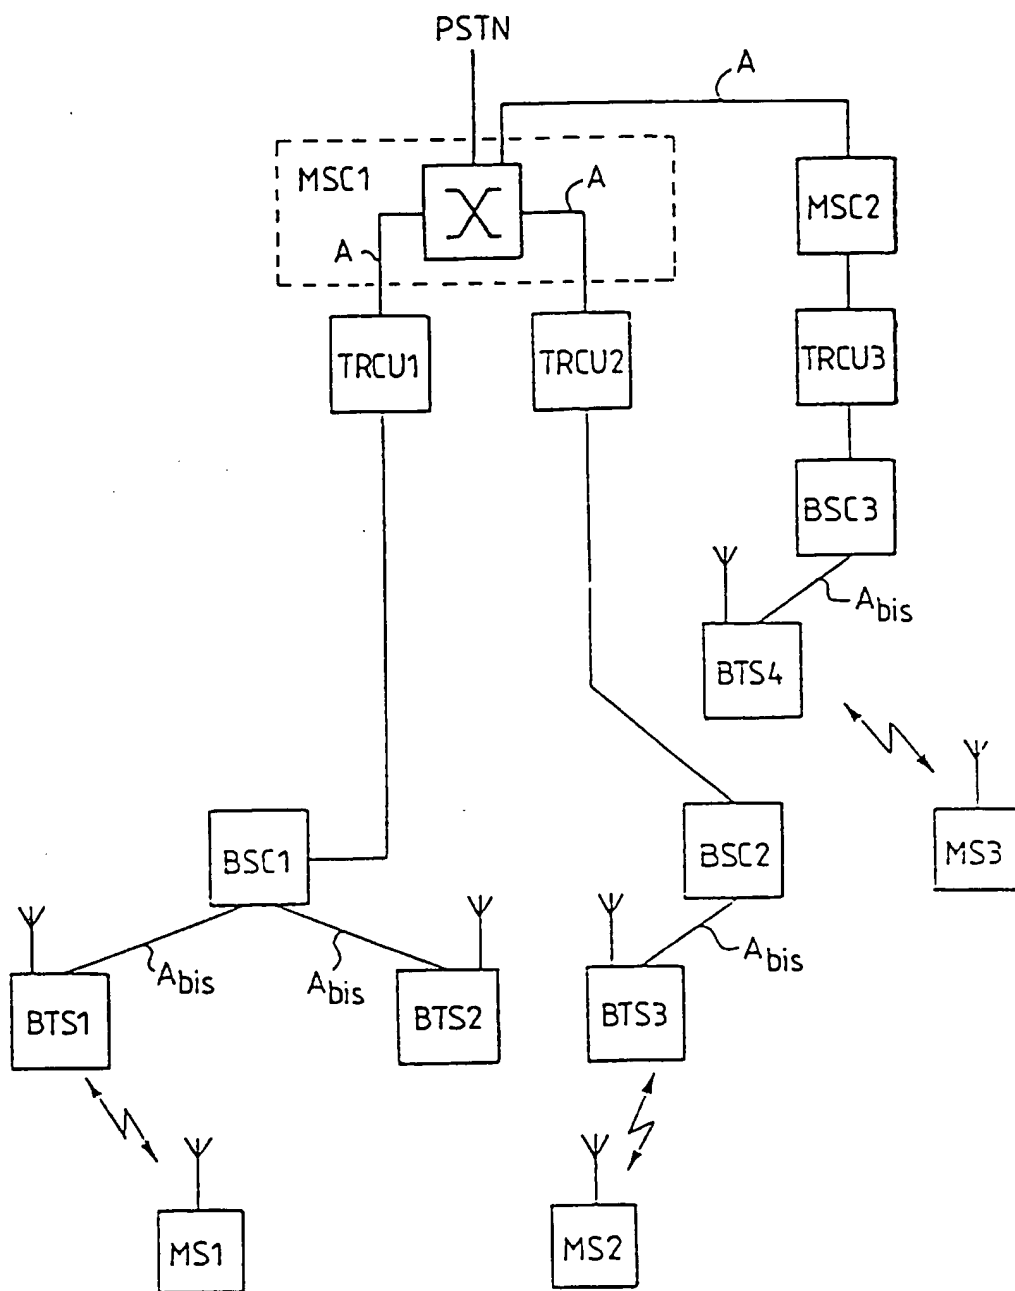 PSTN
A
MSC1
A
MSC2
A
TRCU1
TRCU2
TRCU3
BSC3
Abis
BTS4
BSC1
BSC2
MS3
Abis
Abis
Abis
BTS1
BTS2
BTS3
MS1
MS2